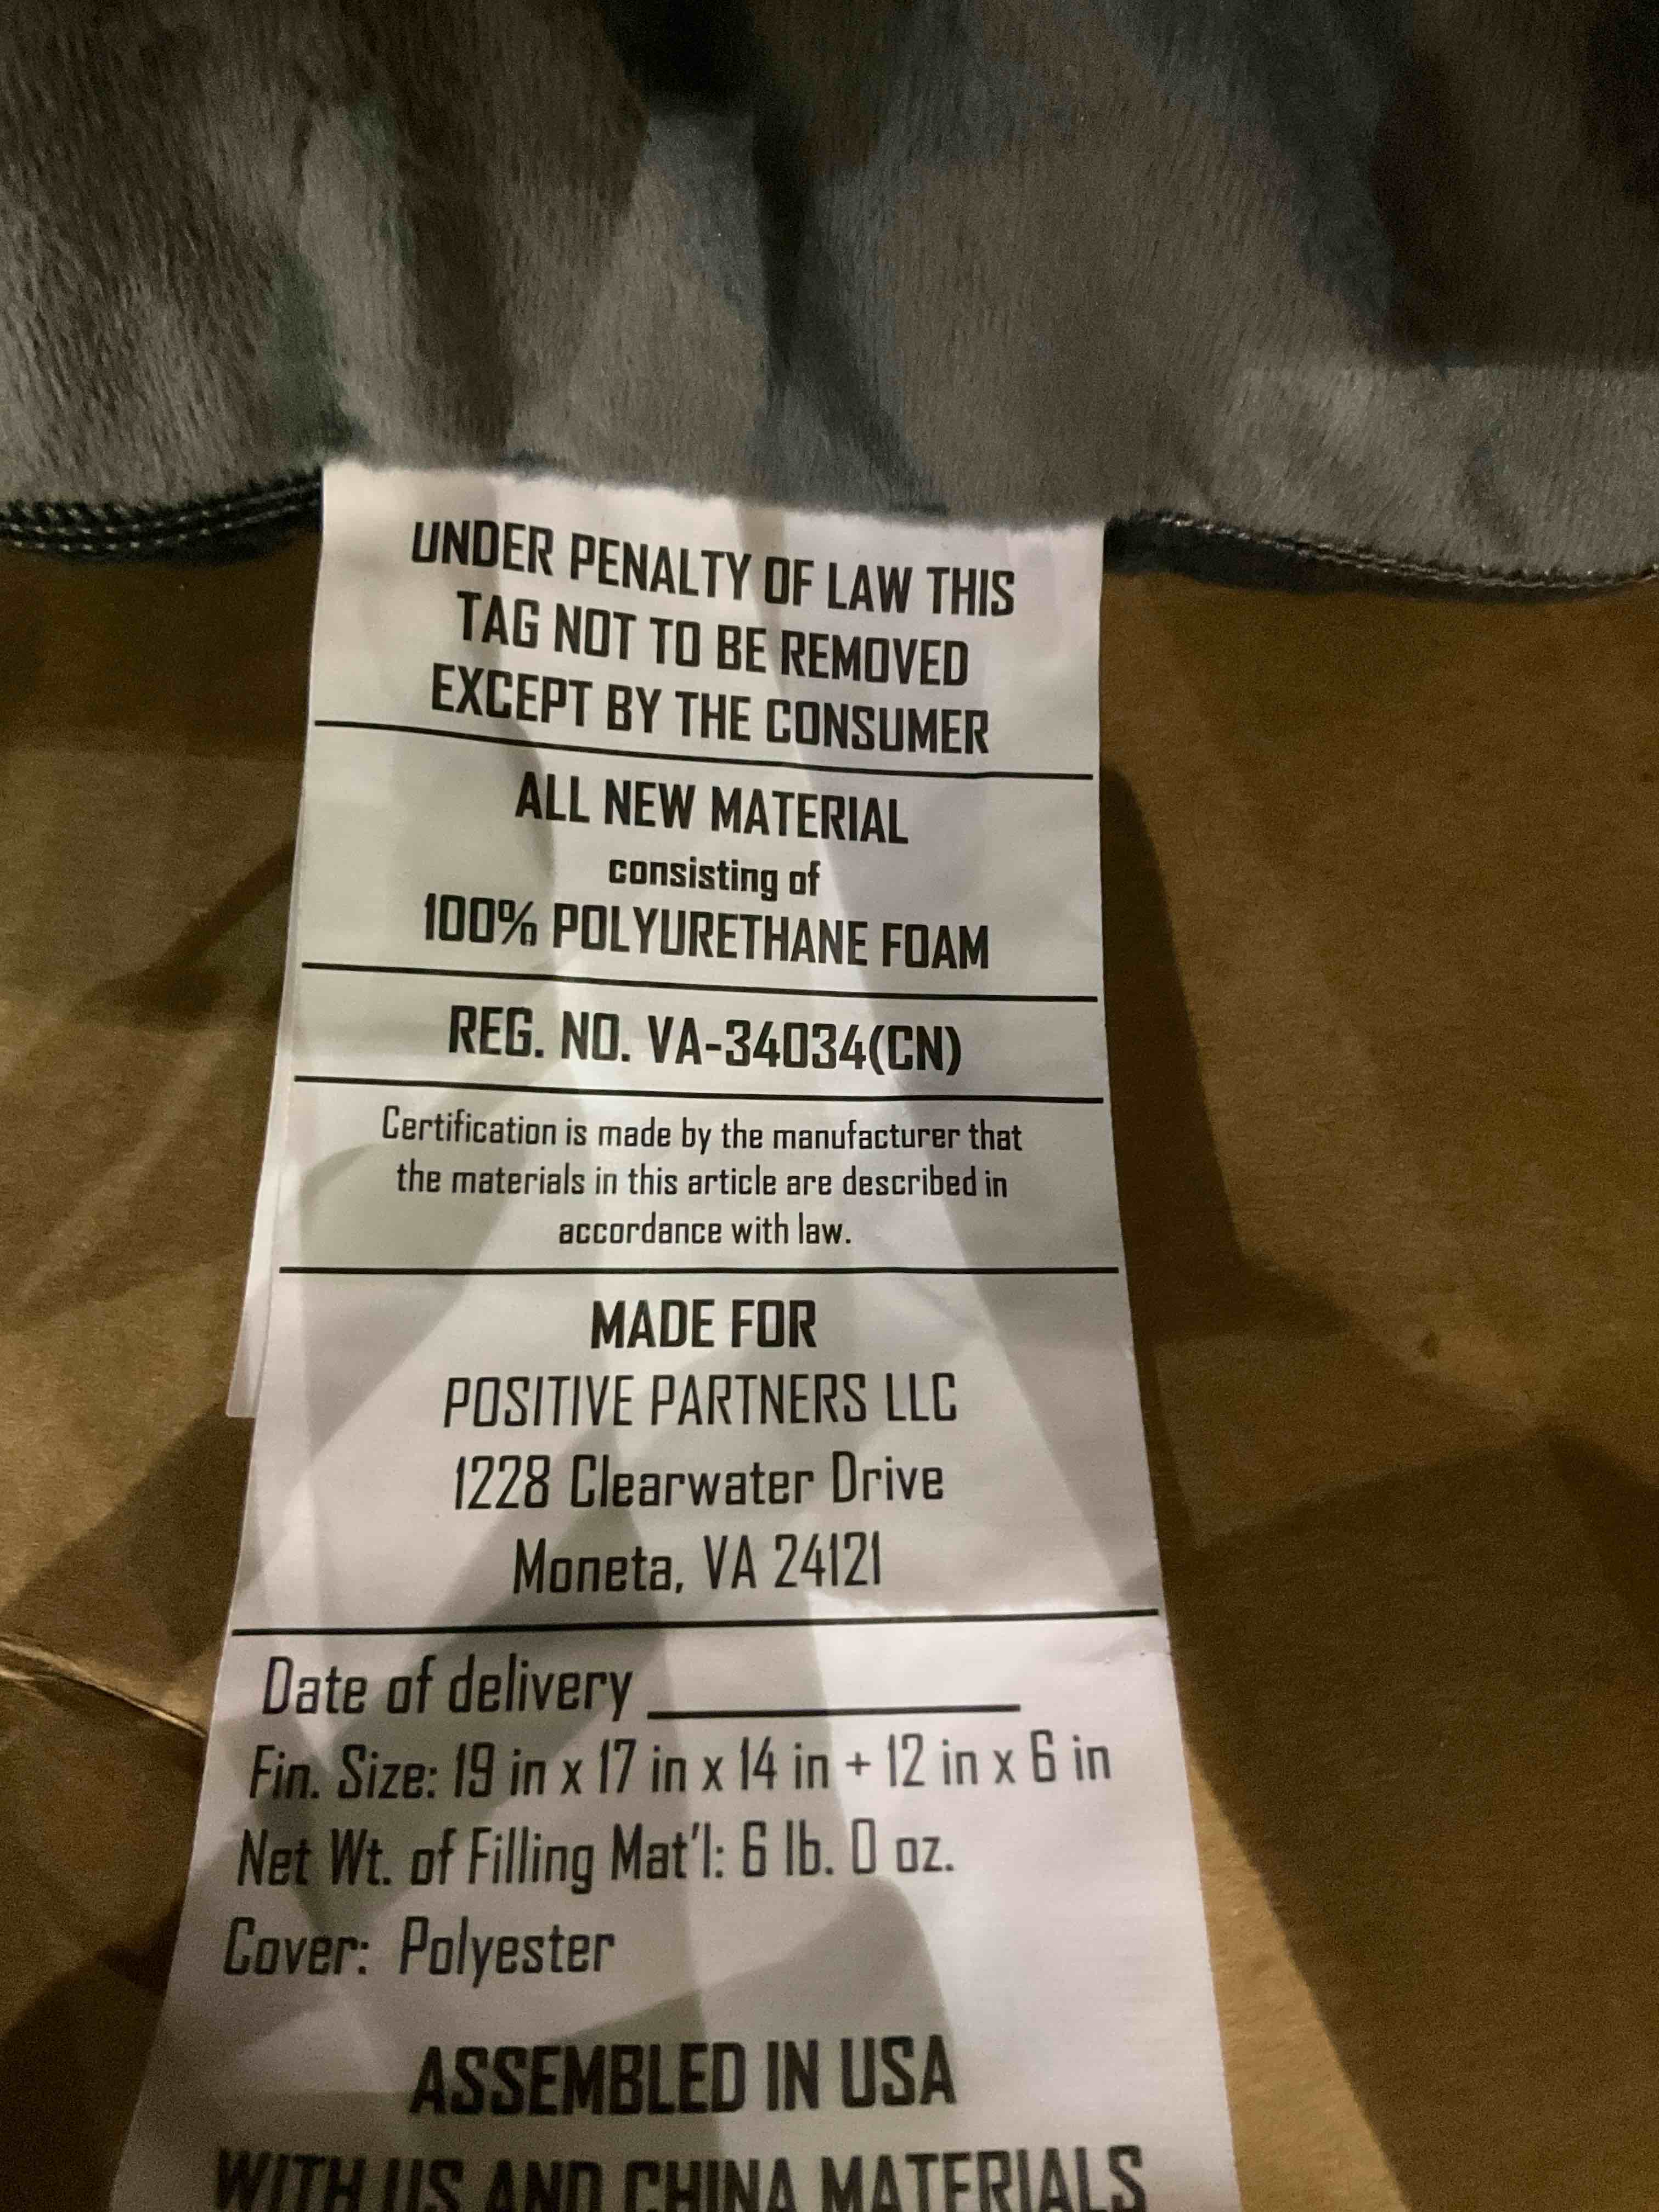 UNDER PENALTY OF LAW THIS
TAG NOT TO BE REMOVED
EXCEPT BY THE CONSUMER
ALL NEW MATERIAL
consisting of
100% POLYURETHANE FOAM
REG. NO. VA-34034(CN)
Certification is made by the manufacturer that
the materials in this article are described in
accordance with law.
MADE FOR
POSITIVE PARTNERS LLC
1228 Clearwater Drive
Moneta, VA 24121
Date of delivery
Fin. Size: 19 in x 17 in x 14 in + 12 in x 6 in
Net Wt. of Filling Mat'l: 6 lb. 0 oz.
Cover: Polyester
ASSEMBLED IN USA
WITH US AND CHINA MATERIALS